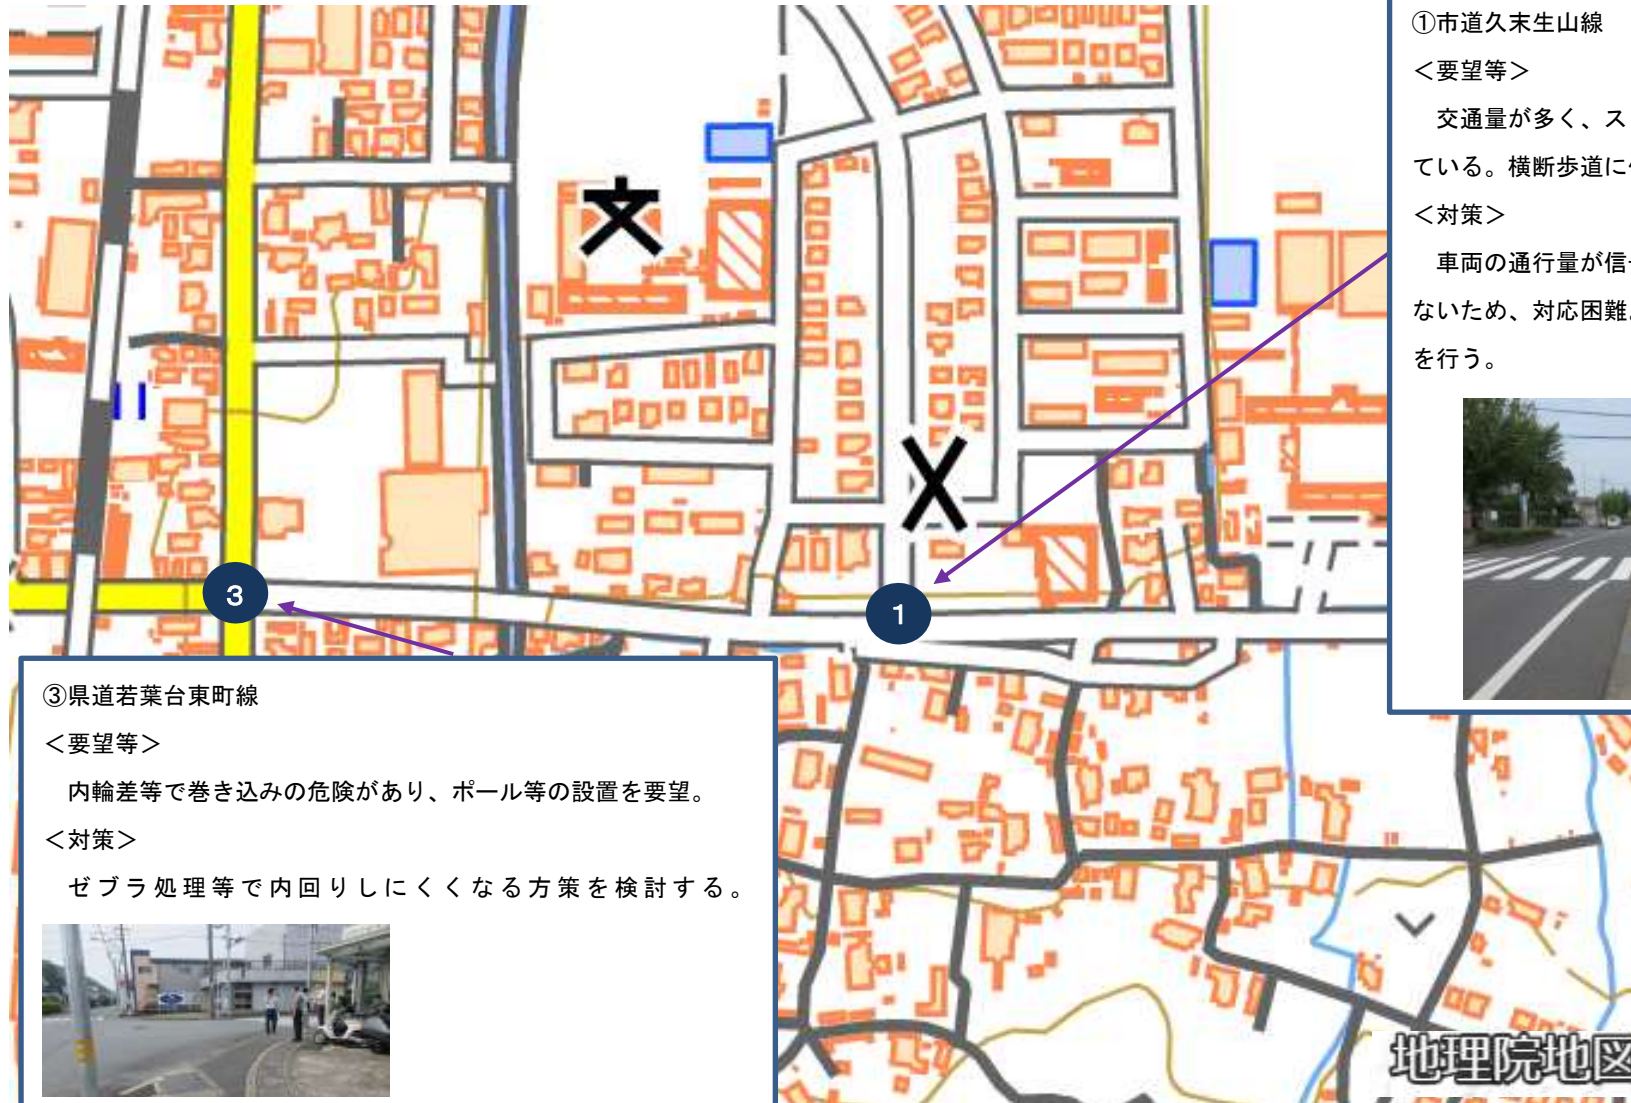 ①市道久末生山線
＜要望等＞
交通量が多く、ス
ている。横断歩道に
＜対策＞
車両の通行量が信
ないため、対応困難。
を行う。
3
1
③県道若葉台東町線
＜要望等＞
内輪差等で巻き込みの危険があり、ポール等の設置を要望。
＜対策＞
ゼブラ処理等で内回りしにくくなる方策を検討する。
地理院地図